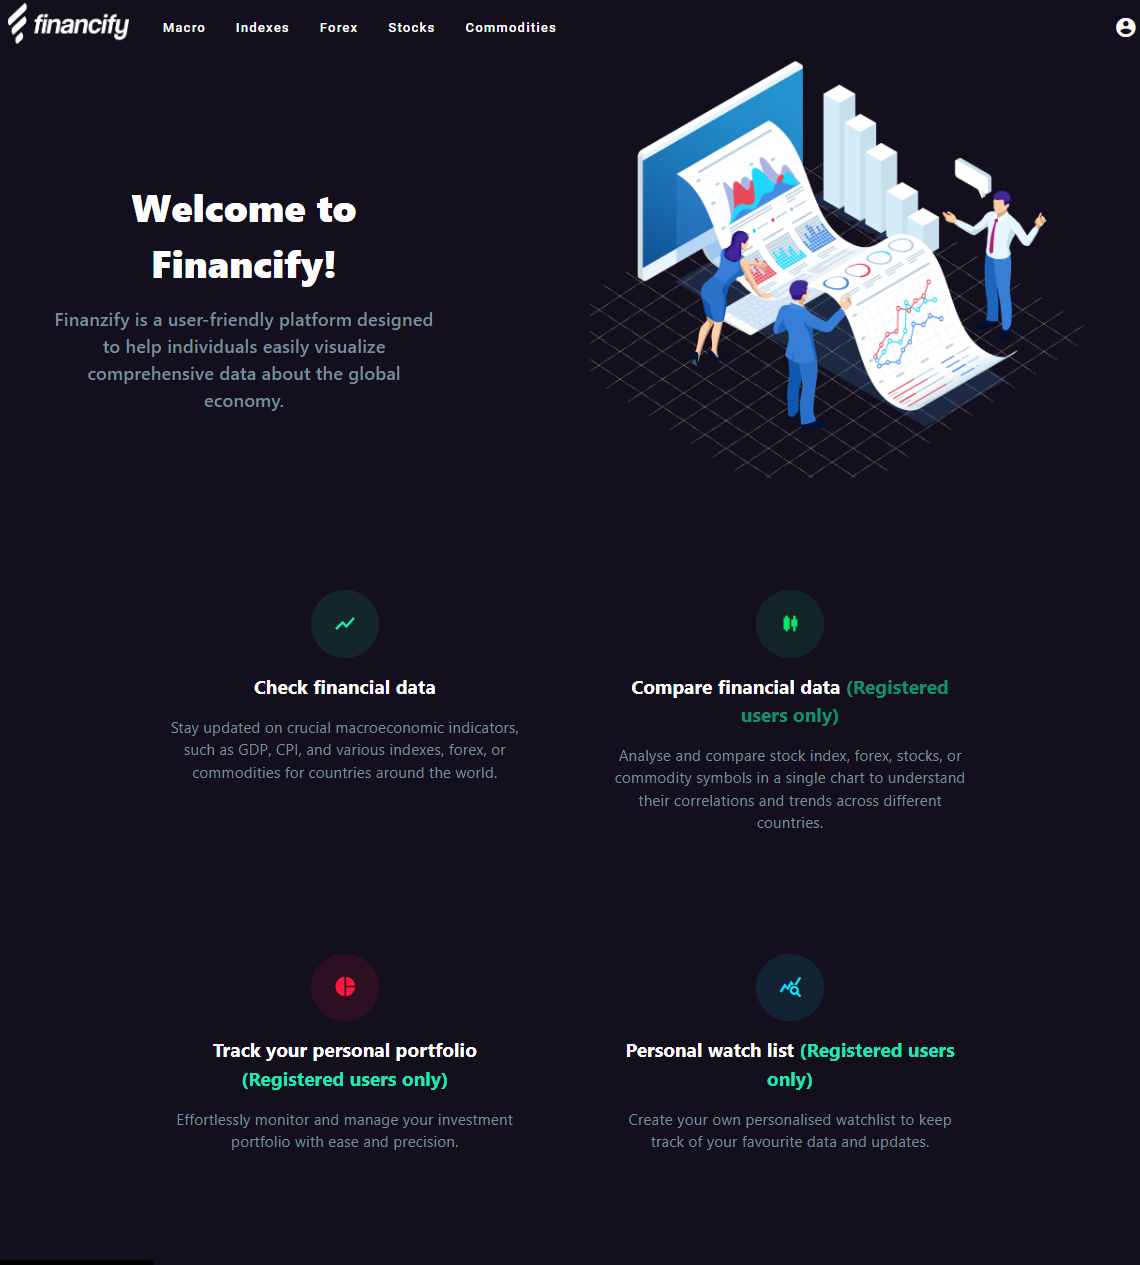 financify Macro Indexes Forex Stocks Commodities
Welcome to
Financify!
Finanzify is a user-friendly platform designed
to help individuals easily visualize
comprehensive data about the global
economy.
Check financial data
Stay updated on crucial macroeconomic indicators,
such as GDP, CPI, and various indexes, forex, or
commodities for countries around the world.
Compare financial data (Registered
users only)
Analyse and compare stock index, forex, stocks, or
commodity symbols in a single chart to understand
their correlations and trends across different
countries.
Track your personal portfolio
(Registered users only)
Effortlessly monitor and manage your investment
portfolio with ease and precision.
Personal watch list (Registered users
only)
Create your own personalised watchlist to keep
track of your favourite data and updates.